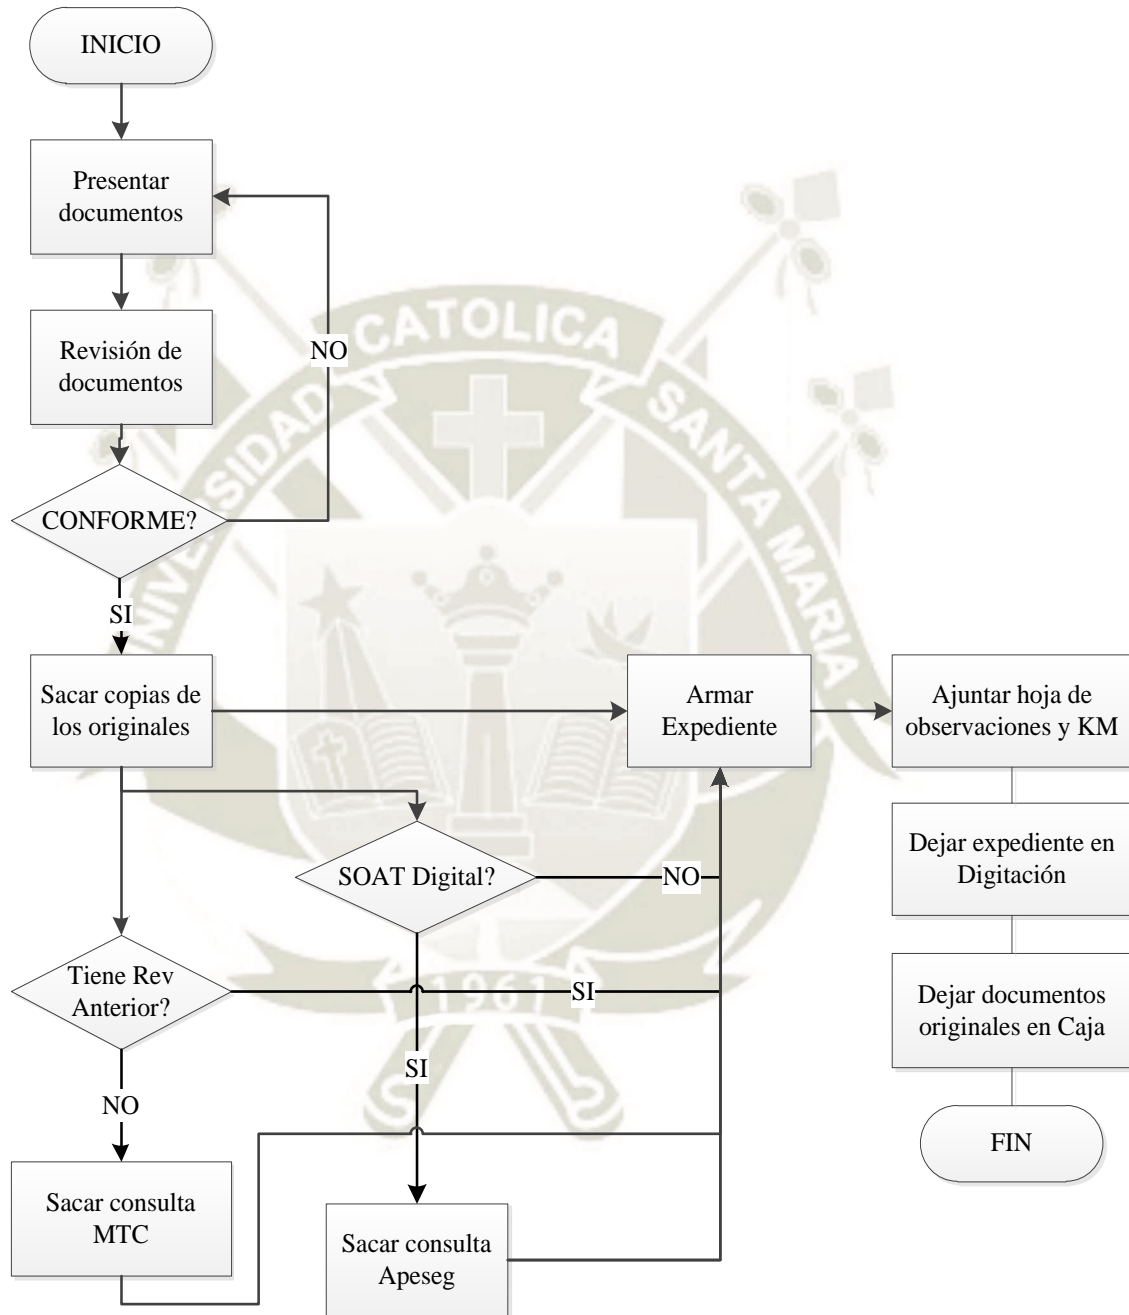 INICIO
Presentar
documentos
NO
Revisión de
documentos
CONFORME?
SI
Sacar copias de
los originales
Armar
Expediente
Ajuntar hoja de
observaciones y KM
SOAT Digital?
NO
Dejar expediente en
Digitación
Tiene Rev
Anterior?
SI
Dejar documentos
originales en Caja
SI
NO
FIN
Sacar consulta
MTC
Sacar consulta
Apeseg
UNIVERSIDAD CATOLICA SANTA MARIA
1961